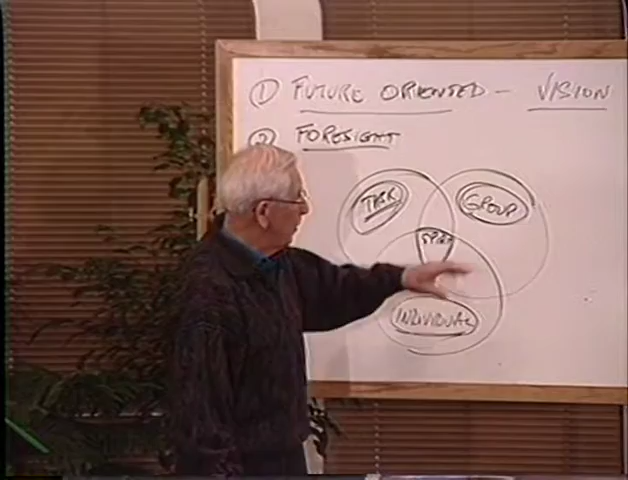 ① FUTURE ORIENTED - VISION
② FORESIGHT
TASK
GROUP
INDIVIDUAL